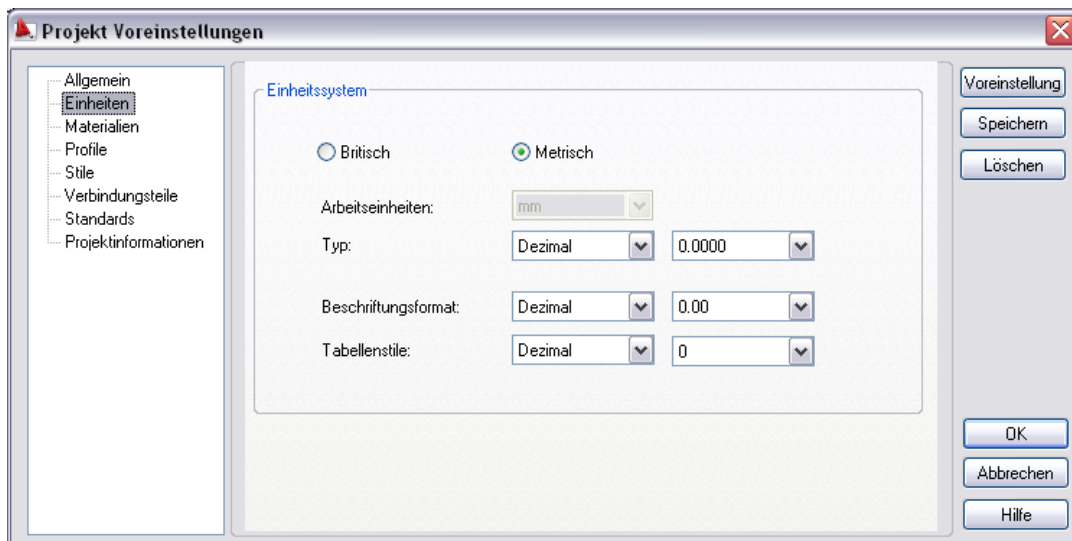 Projekt Voreinstellungen
Allgemein
Einheiten
Materialien
Profile
Stile
Verbindungsteile
Standards
Projektinformationen
Einheitssystem
Britisch Metrisch
Arbeitseinheiten: mm
Typ: Dezimal 0.0000
Beschriftungsformat: Dezimal 0.00
Tabellenstile: Dezimal 0
Voreinstellung
Speichern
Löschen
OK
Abbrechen
Hilfe